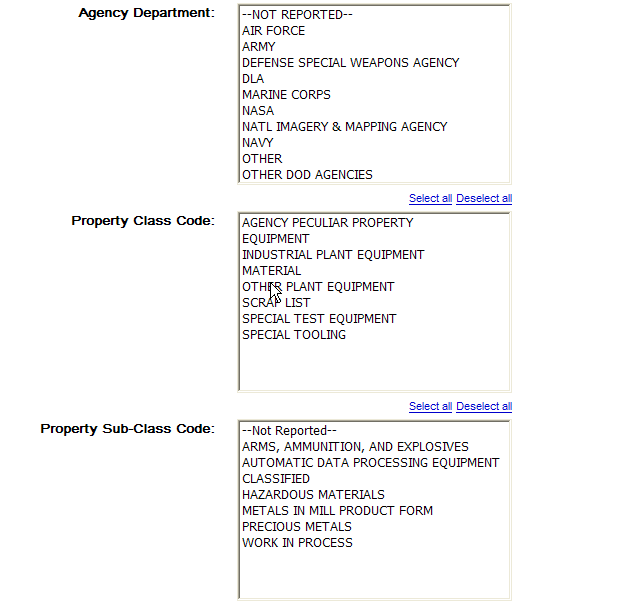 Agency Department:
--NOT REPORTED--
AIR FORCE
ARMY
DEFENSE SPECIAL WEAPONS AGENCY
DLA
MARINE CORPS
NASA
NATL IMAGERY & MAPPING AGENCY
NAVY
OTHER
OTHER DOD AGENCIES
Select all Deselect all
Property Class Code:
AGENCY PECULIAR PROPERTY
EQUIPMENT
INDUSTRIAL PLANT EQUIPMENT
MATERIAL
OTHER PLANT EQUIPMENT
SCRAP LIST
SPECIAL TEST EQUIPMENT
SPECIAL TOOLING
Select all Deselect all
Property Sub-Class Code:
--Not Reported--
ARMS, AMMUNITION, AND EXPLOSIVES
AUTOMATIC DATA PROCESSING EQUIPMENT
CLASSIFIED
HAZARDOUS MATERIALS
METALS IN MILL PRODUCT FORM
PRECIOUS METALS
WORK IN PROCESS